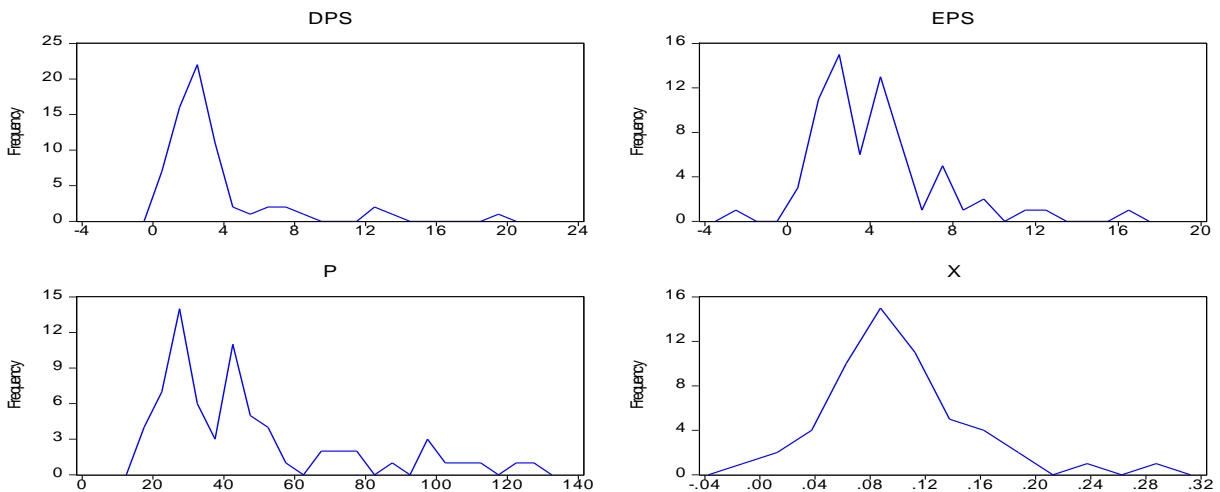 DPS
25
20
15
10
5
0
Frequency
-4 0 4 8 12 16 20 24
EPS
16
12
8
4
0
Frequency
-4 0 4 8 12 16 20
P
15
12
9
6
3
0
Frequency
0 20 40 60 80 100 120 140
X
16
12
8
4
0
Frequency
-.04 .00 .04 .08 .12 .16 .20 .24 .28 .32